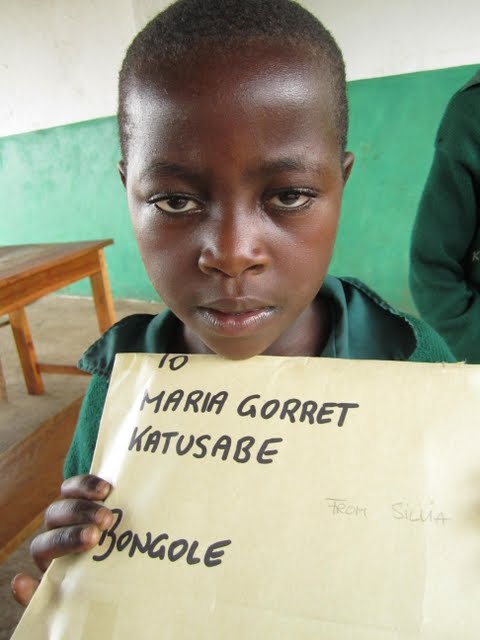 TO
MARIA GORRET
KATUSABE
FROM SILVIA
BONGOLE